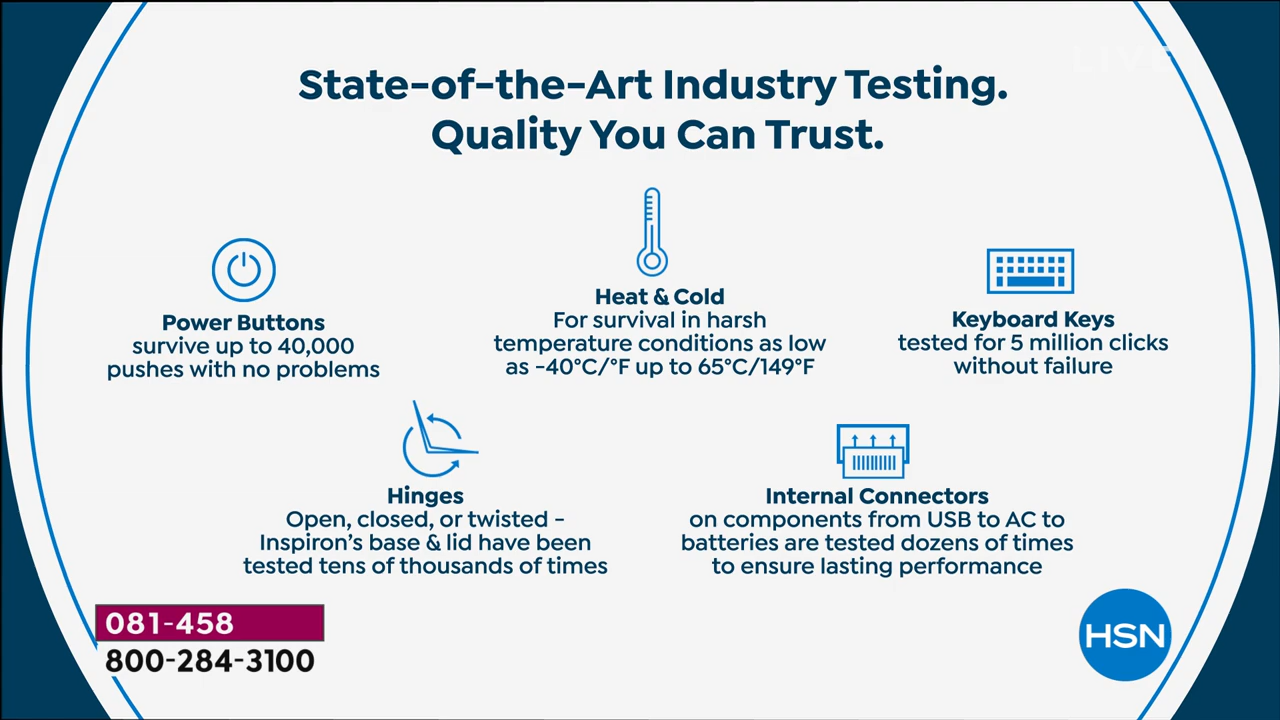 LIVE
State-of-the-Art Industry Testing.
Quality You Can Trust.
Power Buttons
survive up to 40,000
pushes with no problems
Heat & Cold
For survival in harsh
temperature conditions as low
as -40°C/°F up to 65°C/149°F
Keyboard Keys
tested for 5 million clicks
without failure
Hinges
Open, closed, or twisted -
Inspiron's base & lid have been
tested tens of thousands of times
Internal Connectors
on components from USB to AC to
batteries are tested dozens of times
to ensure lasting performance
081-458
800-284-3100
HSN